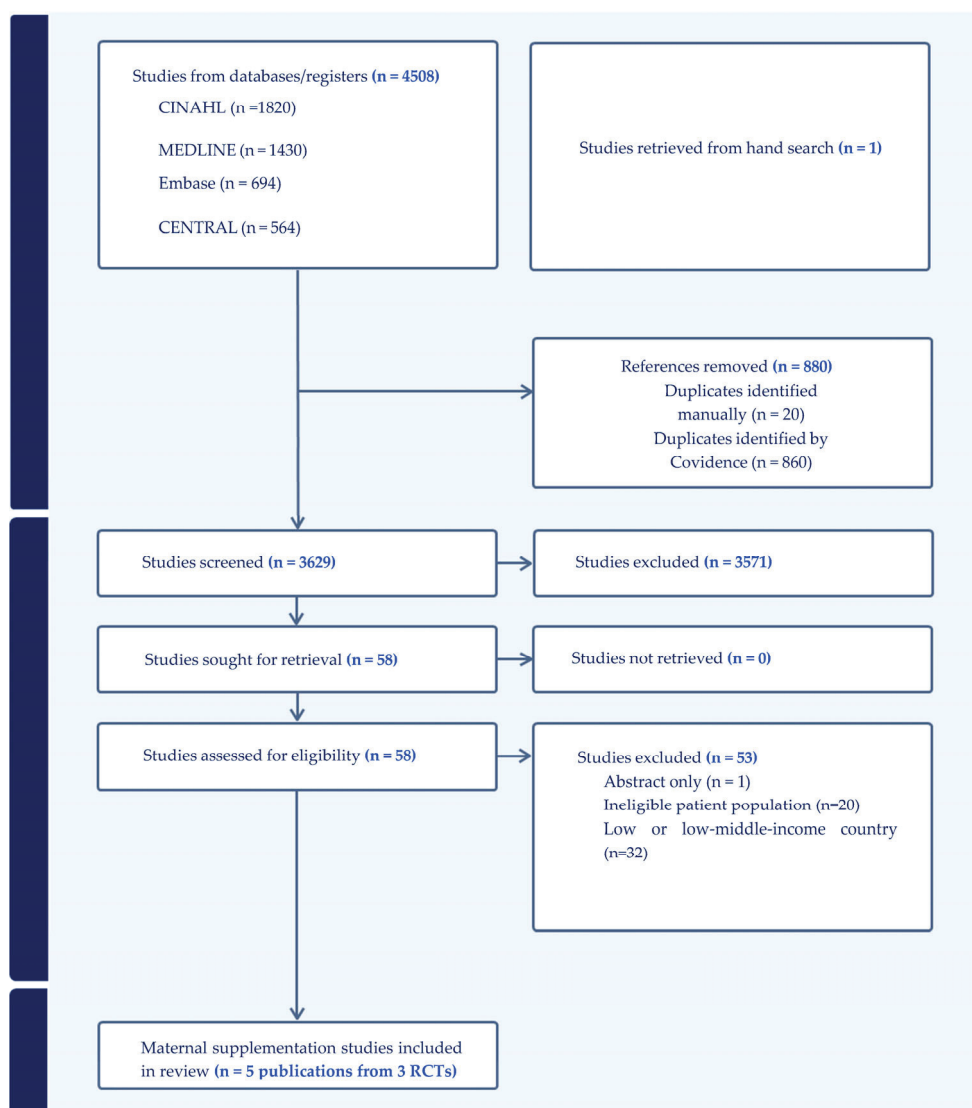 Studies from databases/registers (n = 4508)
CINAHL (n =1820)
MEDLINE (n = 1430)
Embase (n = 694)
CENTRAL (n = 564)
Studies retrieved from hand search (n = 1)
References removed (n = 880)
Duplicates identified
manually (n = 20)
Duplicates identified by
Covidence (n = 860)
Studies screened (n = 3629)
Studies excluded (n = 3571)
Studies sought for retrieval (n = 58)
Studies not retrieved (n = 0)
Studies assessed for eligibility (n = 58)
Studies excluded (n = 53)
Abstract only (n = 1)
Ineligible patient population (n=20)
Low or low-middle-income country
(n=32)
Maternal supplementation studies included
in review (n = 5 publications from 3 RCTs)